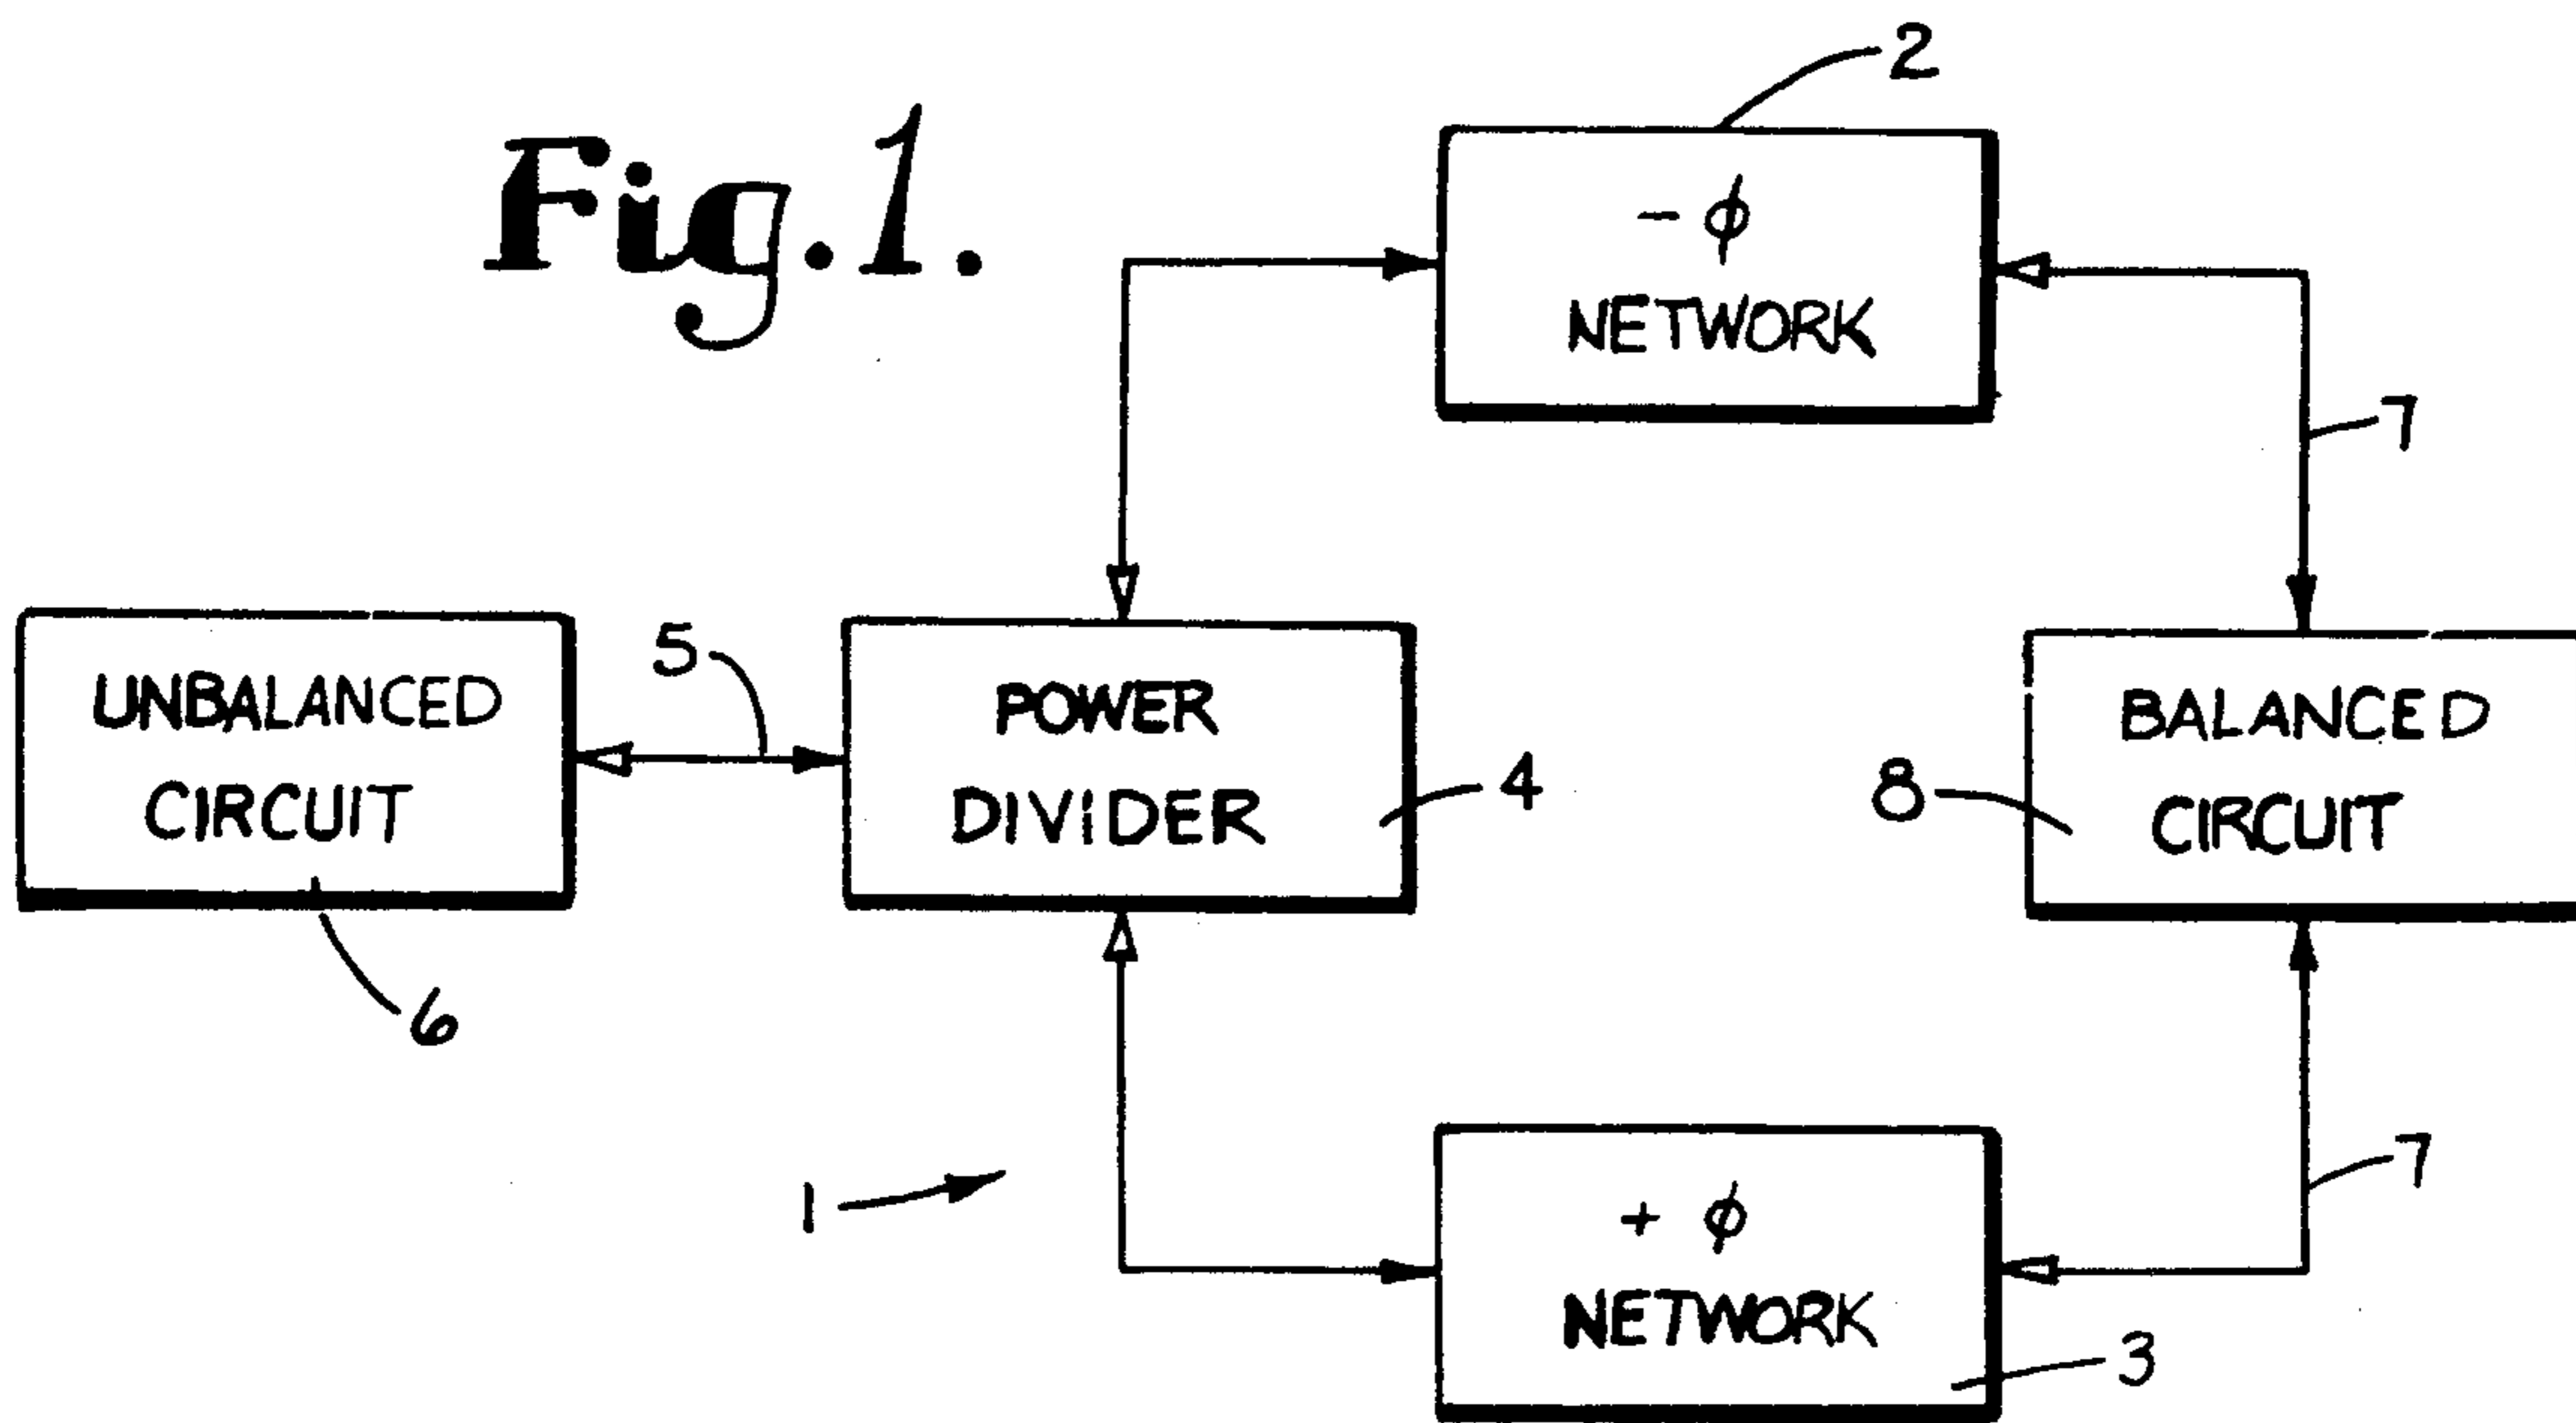 Fig.1.
2
- ϕ
NETWORK
7
UNBALANCED
CIRCUIT
5
POWER
DIVIDER
4
8
BALANCED
CIRCUIT
6
1
+ ϕ
NETWORK
7
3